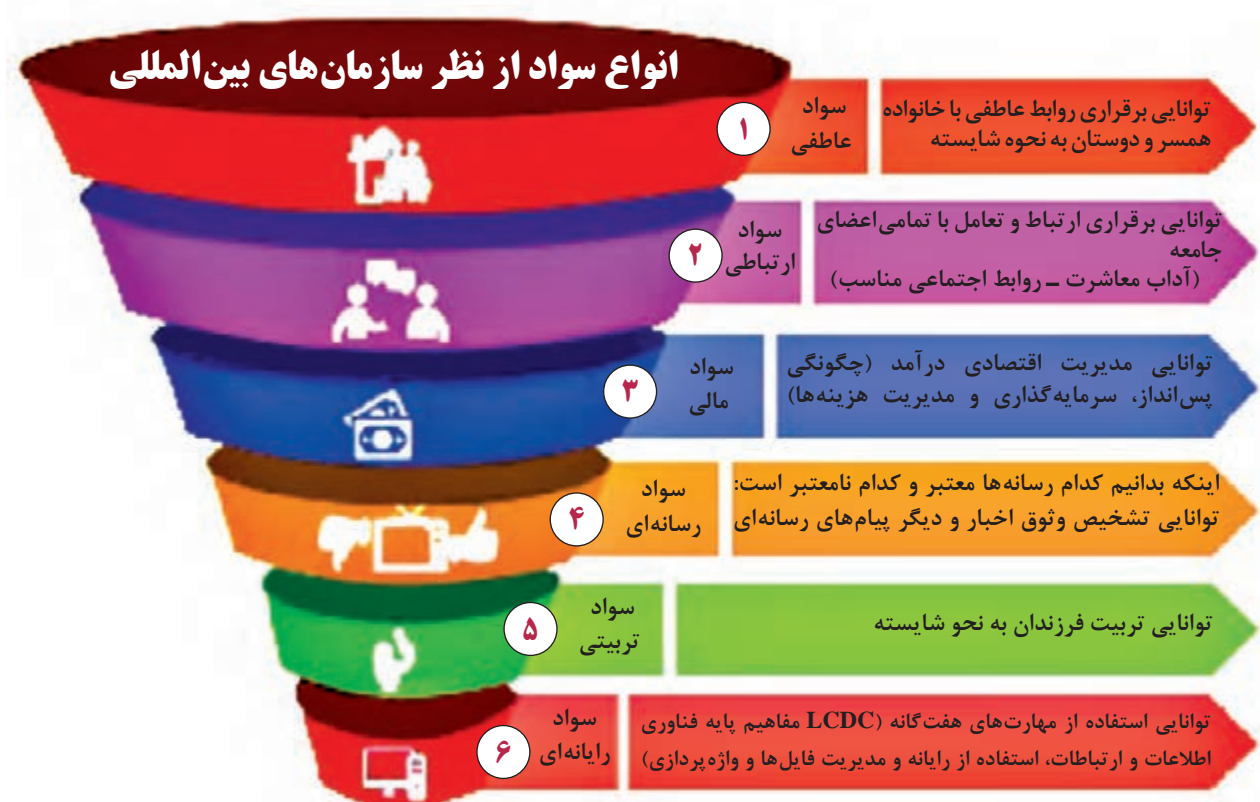 انواع سواد از نظر سازمان‌های بین‌المللی
۱
سواد
عاطفی
توانایی برقراری روابط عاطفی با خانواده
همسر و دوستان به نحوه شایسته
۲
سواد
ارتباطی
توانایی برقراری ارتباط و تعامل با تمامی اعضای
جامعه
(آداب معاشرت ــ روابط اجتماعی مناسب)
۳
سواد
مالی
توانایی مدیریت اقتصادی درآمد (چگونگی
پس‌انداز، سرمایه‌گذاری و مدیریت هزینه‌ها)
۴
سواد
رسانه‌ای
اینکه بدانیم کدام رسانه‌ها معتبر و کدام نامعتبر است:
توانایی تشخیص وثوق اخبار و دیگر پیام‌های رسانه‌ای
۵
سواد
تربیتی
توانایی تربیت فرزندان به نحو شایسته
۶
سواد
رایانه‌ای
توانایی استفاده از مهارت‌های هفت‌گانه (LCDC مفاهیم پایه فناوری
اطلاعات و ارتباطات، استفاده از رایانه و مدیریت فایل‌ها و واژه‌پردازی)